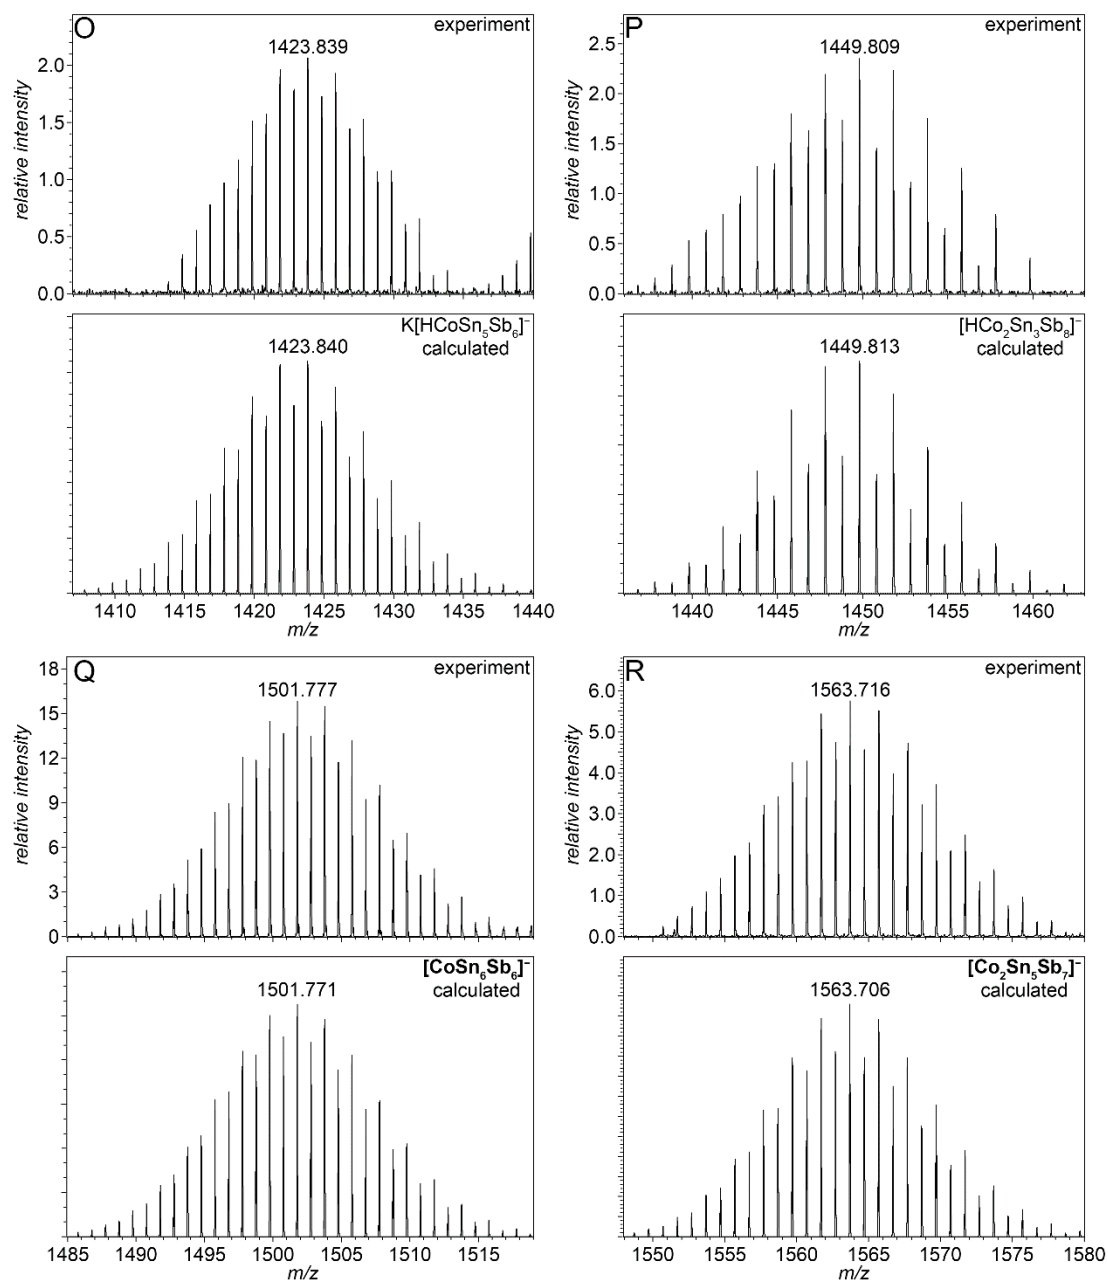 O
experiment
1423.839
relative intensity
2.0
1.5
1.0
0.5
0.0
K[HCoSn₅Sb₆]⁻
calculated
1423.840
1410 1415 1420 1425 1430 1435 1440
m/z
P
experiment
1449.809
relative intensity
2.5
2.0
1.5
1.0
0.5
0.0
[HCo₂Sn₃Sb₈]⁻
calculated
1449.813
1440 1445 1450 1455 1460
m/z
Q
experiment
1501.777
relative intensity
18
15
12
9
6
3
0
[CoSn₆Sb₆]⁻
calculated
1501.771
1485 1490 1495 1500 1505 1510 1515
m/z
R
experiment
1563.716
relative intensity
6.0
5.0
4.0
3.0
2.0
1.0
0.0
[Co₂Sn₅Sb₇]⁻
calculated
1563.706
1550 1555 1560 1565 1570 1575 1580
m/z